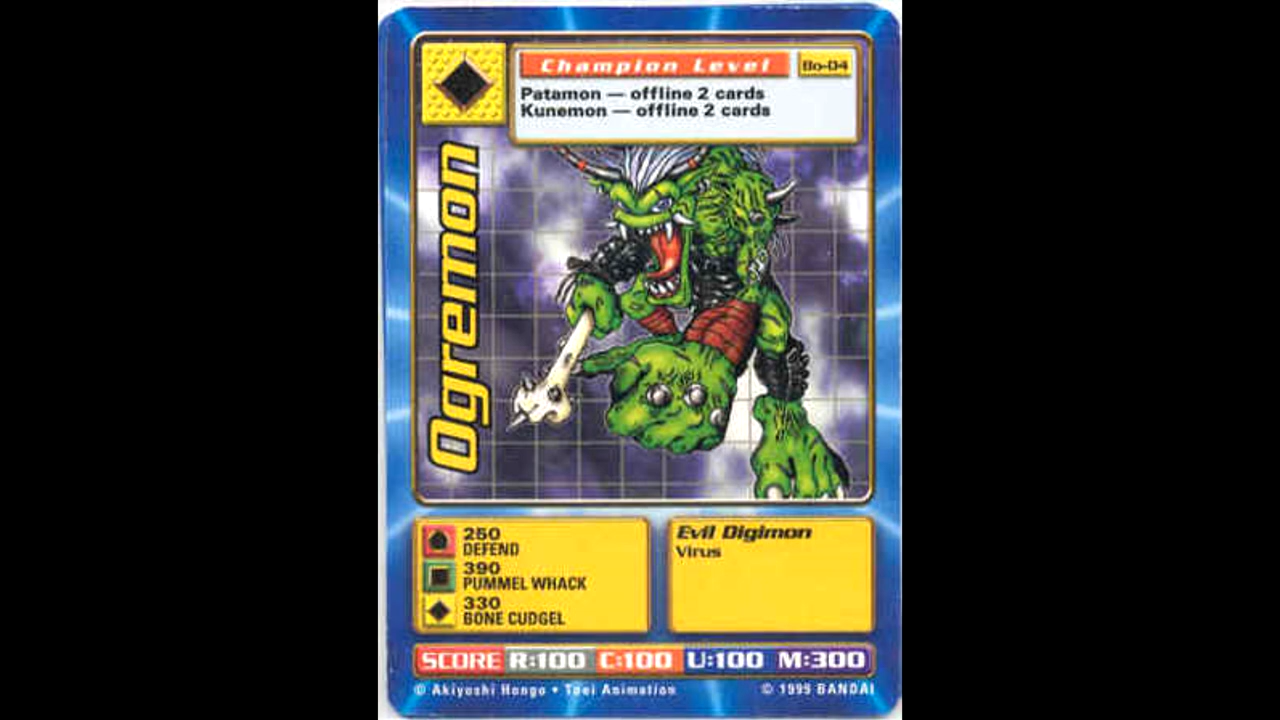 Champion Level
Bo-04
Patamon — offline 2 cards
Kunemon — offline 2 cards
Ogremon
250
DEFEND
390
PUMMEL WHACK
330
BONE CUDGEL
Evil Digimon
Virus
SCORE R:100 C:100 U:100 M:300
© Akiyoshi Hongo • Toei Animation
© 1999 BANDAI